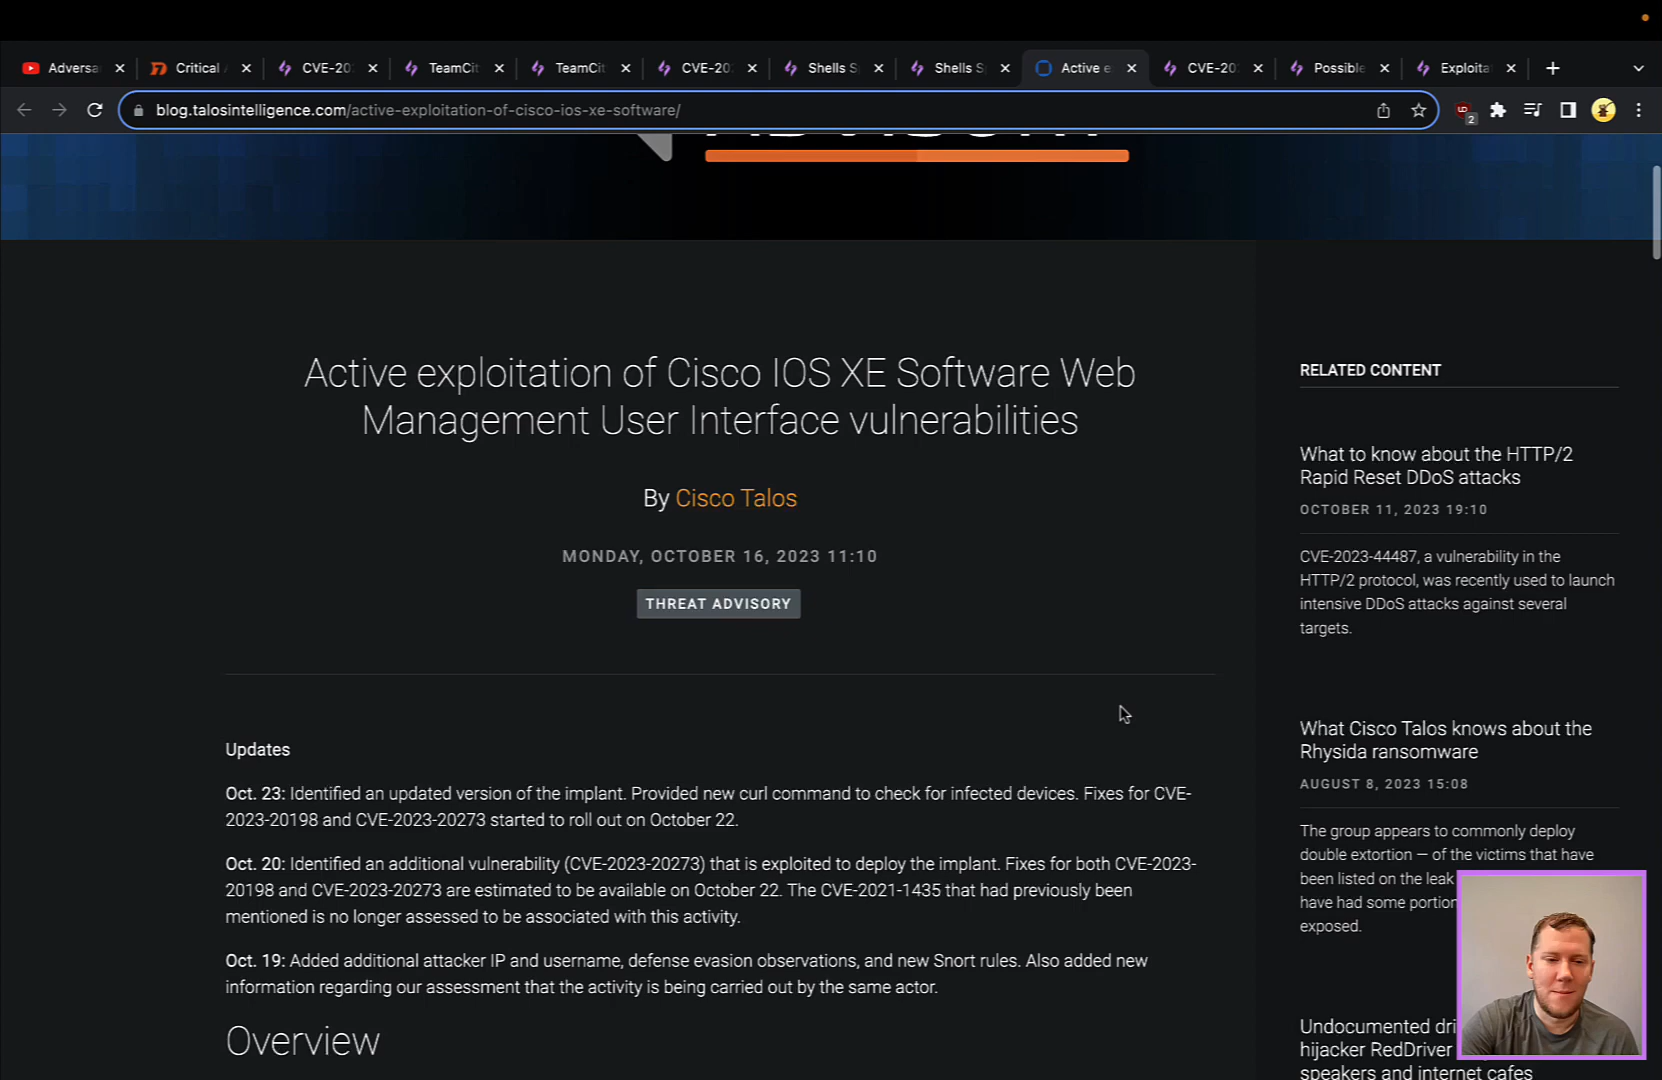 Adversa
Critical
CVE-20
TeamCit
TeamCit
CVE-20
Shells S
Shells S
Active e
CVE-20
Possible
Exploita
blog.talosintelligence.com/active-exploitation-of-cisco-ios-xe-software/
2
Active exploitation of Cisco IOS XE Software Web
Management User Interface vulnerabilities
By Cisco Talos
MONDAY, OCTOBER 16, 2023 11:10
THREAT ADVISORY
Updates
Oct. 23: Identified an updated version of the implant. Provided new curl command to check for infected devices. Fixes for CVE-
2023-20198 and CVE-2023-20273 started to roll out on October 22.
Oct. 20: Identified an additional vulnerability (CVE-2023-20273) that is exploited to deploy the implant. Fixes for both CVE-2023-
20198 and CVE-2023-20273 are estimated to be available on October 22. The CVE-2021-1435 that had previously been
mentioned is no longer assessed to be associated with this activity.
Oct. 19: Added additional attacker IP and username, defense evasion observations, and new Snort rules. Also added new
information regarding our assessment that the activity is being carried out by the same actor.
Overview
RELATED CONTENT
What to know about the HTTP/2
Rapid Reset DDoS attacks
OCTOBER 11, 2023 19:10
CVE-2023-44487, a vulnerability in the
HTTP/2 protocol, was recently used to launch
intensive DDoS attacks against several
targets.
What Cisco Talos knows about the
Rhysida ransomware
AUGUST 8, 2023 15:08
The group appears to commonly deploy
double extortion — of the victims that have
been listed on the leak
have had some portion
exposed.
Undocumented dri
hijacker RedDriver
speakers and internet cafes